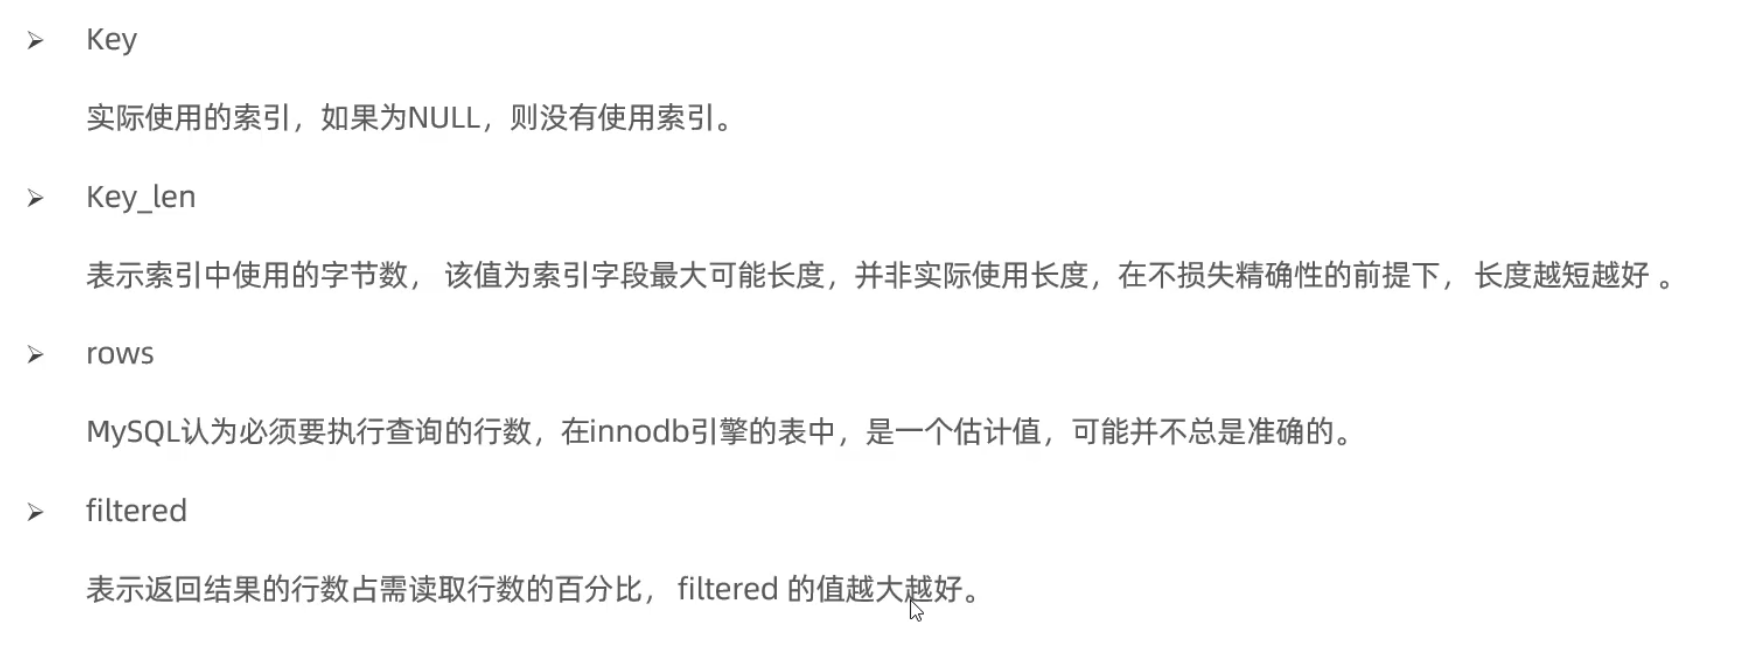 Key
实际使用的索引，如果为NULL，则没有使用索引。
Key_len
表示索引中使用的字节数， 该值为索引字段最大可能长度，并非实际使用长度，在不损失精确性的前提下， 长度越短越好 。
rows
MySQL认为必须要执行查询的行数，在innodb引擎的表中，是一个估计值，可能并不总是准确的。
filtered
表示返回结果的行数占需读取行数的百分比， filtered 的值越大越好。